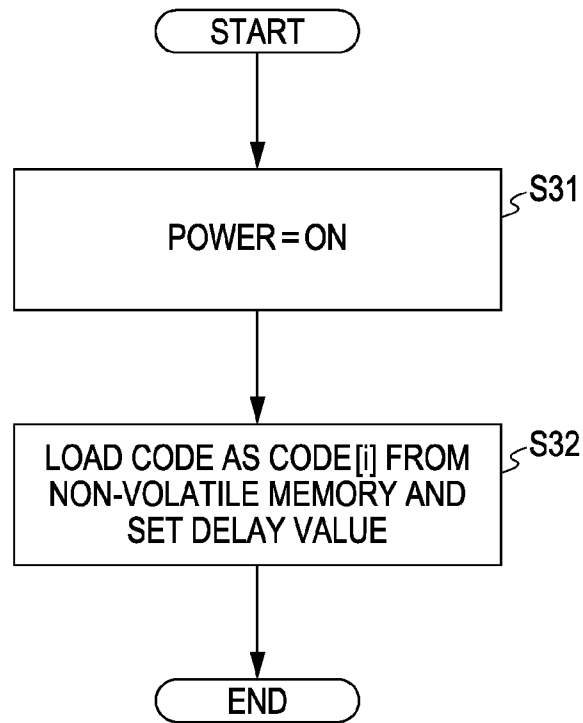 START
POWER = ON
S31
LOAD CODE AS CODE[i] FROM
NON-VOLATILE MEMORY AND
SET DELAY VALUE
S32
END